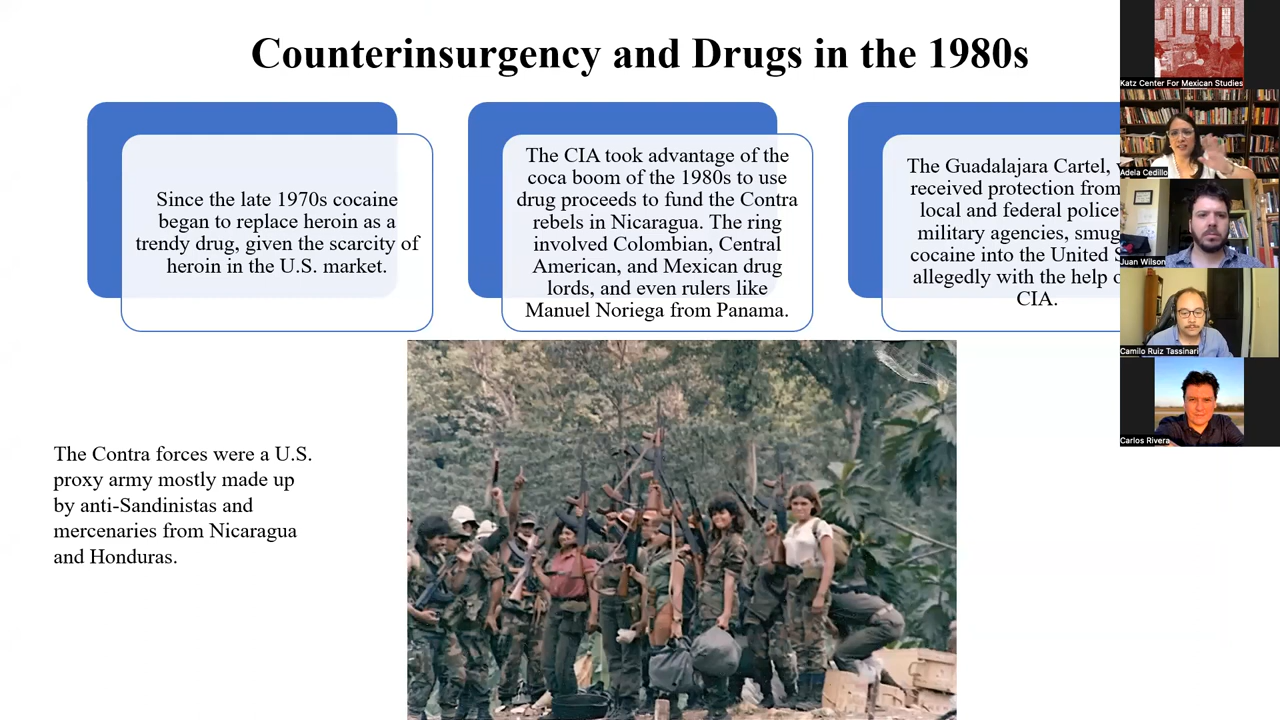 Counterinsurgency and Drugs in the 1980s
Since the late 1970s cocaine
began to replace heroin as a
trendy drug, given the scarcity of
heroin in the U.S. market.
The CIA took advantage of the
coca boom of the 1980s to use
drug proceeds to fund the Contra
rebels in Nicaragua. The ring
involved Colombian, Central
American, and Mexican drug
lords, and even rulers like
Manuel Noriega from Panama.
The Guadalajara Cartel,
received protection from
local and federal police
military agencies, smug
cocaine into the United S
allegedly with the help o
CIA.
The Contra forces were a U.S.
proxy army mostly made up
by anti-Sandinistas and
mercenaries from Nicaragua
and Honduras.
Katz Center For Mexican Studies
Adela Cedillo
Juan Wilson
Camilo Ruiz Tassinari
Carlos Rivera